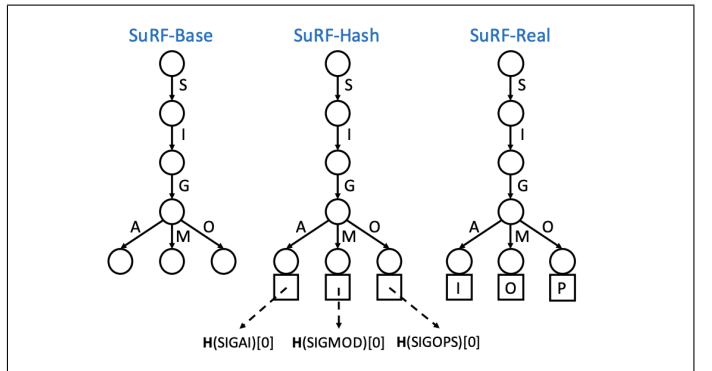 SuRF-Base SuRF-Hash SuRF-Real
S S S
I I I
G G G
A M O A M O A M O
I O P
H(SIGAI)[0] H(SIGMOD)[0] H(SIGOPS)[0]